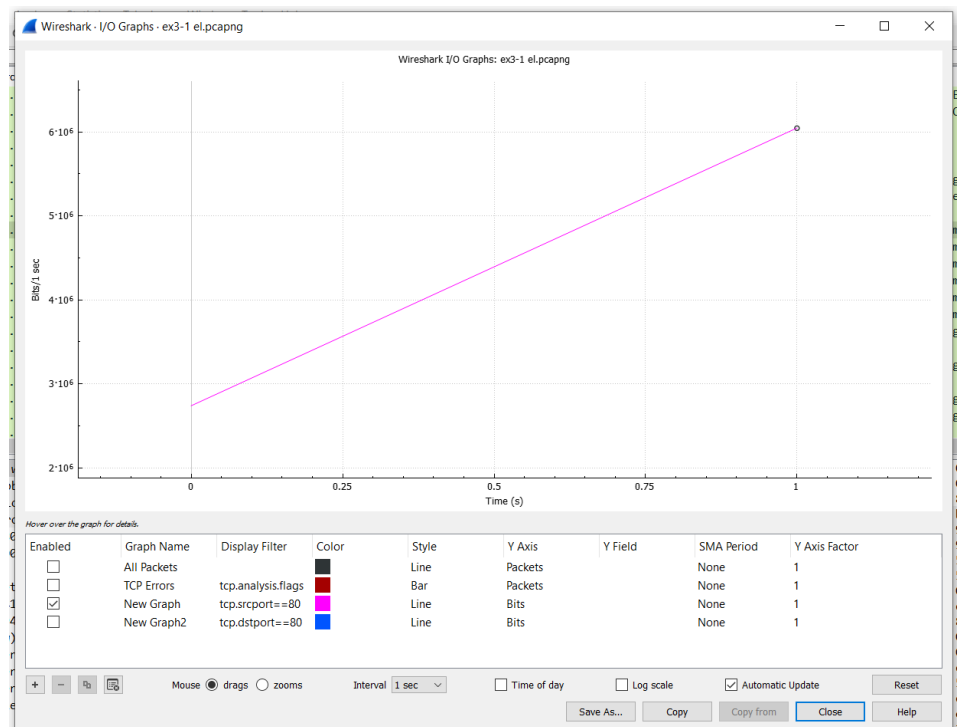 Wireshark · I/O Graphs · ex3-1 el.pcapng
Wireshark I/O Graphs: ex3-1 el.pcapng
6·10⁶
5·10⁶
4·10⁶
3·10⁶
2·10⁶
Bits/1 sec
0 0.25 0.5 0.75 1
Time (s)
Hover over the graph for details.
Enabled Graph Name Display Filter Color Style Y Axis Y Field SMA Period Y Axis Factor
All Packets Line Packets None 1
TCP Errors tcp.analysis.flags Bar Packets None 1
New Graph tcp.srcport==80 Line Bits None 1
New Graph2 tcp.dstport==80 Line Bits None 1
+ − Mouse drags zooms Interval 1 sec Time of day Log scale Automatic Update Reset
Save As... Copy Copy from Close Help